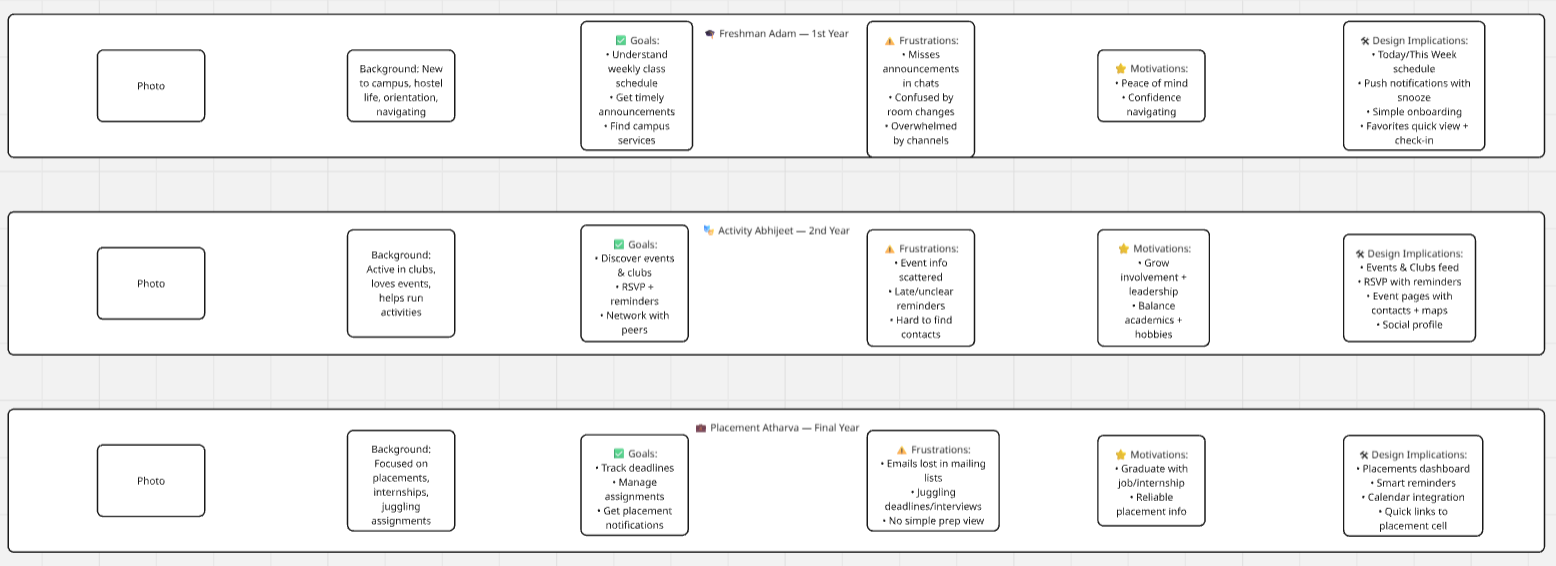 🎓 Freshman Adam — 1st Year
Photo
Background: New
to campus, hostel
life, orientation,
navigating
✅ Goals:
• Understand
weekly class
schedule
• Get timely
announcements
• Find campus
services
⚠️ Frustrations:
• Misses
announcements
in chats
• Confused by
room changes
• Overwhelmed
by channels
⭐ Motivations:
• Peace of mind
• Confidence
navigating
🛠 Design Implications:
• Today/This Week
schedule
• Push notifications with
snooze
• Simple onboarding
• Favorites quick view +
check-in
🎭 Activity Abhijeet — 2nd Year
Photo
Background:
Active in clubs,
loves events,
helps run
activities
✅ Goals:
• Discover events
& clubs
• RSVP +
reminders
• Network with
peers
⚠️ Frustrations:
• Event info
scattered
• Late/unclear
reminders
• Hard to find
contacts
⭐ Motivations:
• Grow
involvement +
leadership
• Balance
academics +
hobbies
🛠 Design Implications:
• Events & Clubs feed
• RSVP with reminders
• Event pages with
contacts + maps
• Social profile
💼 Placement Atharva — Final Year
Photo
Background:
Focused on
placements,
internships,
juggling
assignments
✅ Goals:
• Track deadlines
• Manage
assignments
• Get placement
notifications
⚠️ Frustrations:
• Emails lost in mailing
lists
• Juggling
deadlines/interviews
• No simple prep view
⭐ Motivations:
• Graduate with
job/internship
• Reliable
placement info
🛠 Design Implications:
• Placements dashboard
• Smart reminders
• Calendar integration
• Quick links to
placement cell